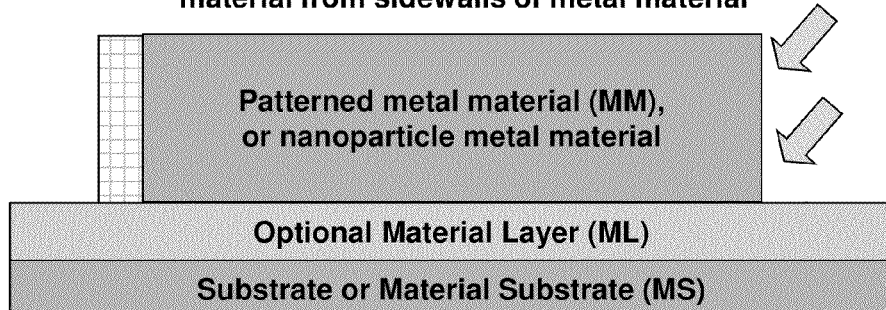 material from sidewalls of metal material
Patterned metal material (MM),
or nanoparticle metal material
Optional Material Layer (ML)
Substrate or Material Substrate (MS)